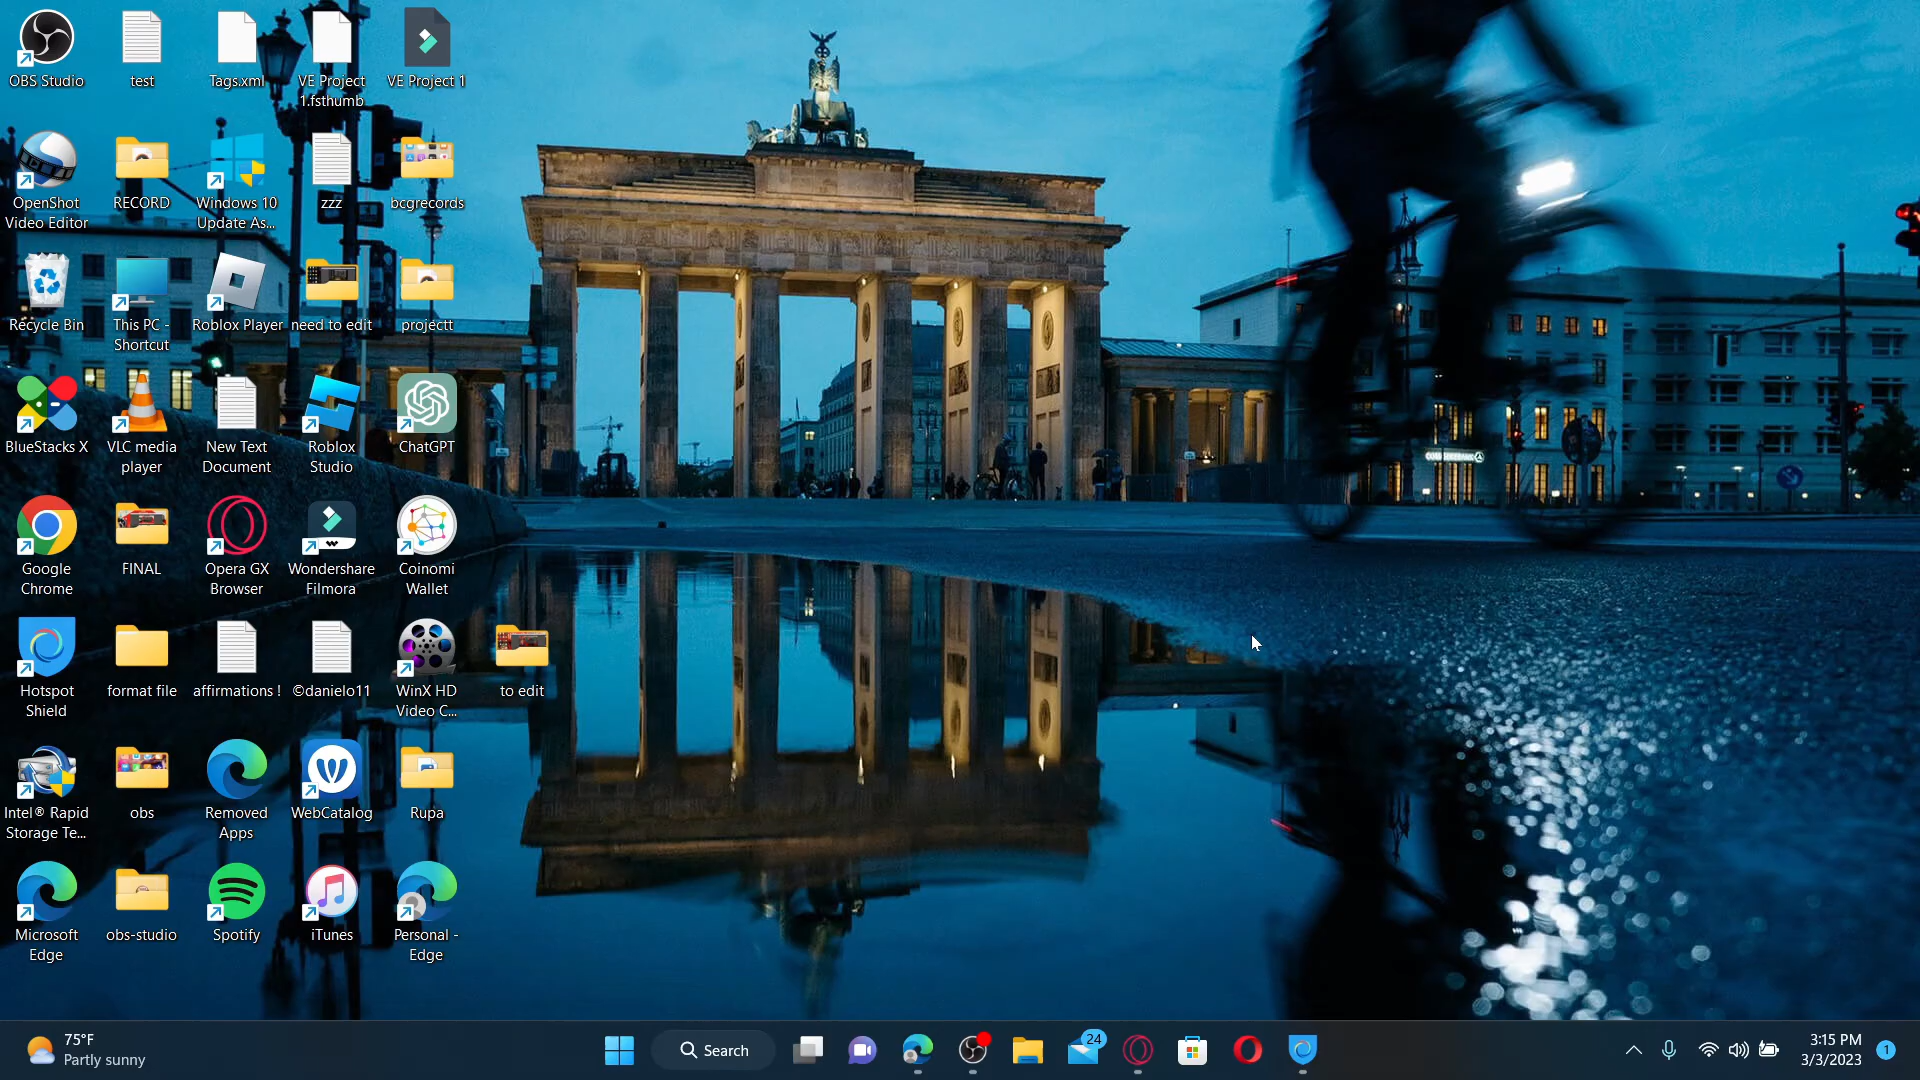 OBS Studio
test
Tags.xml
VE Project
1.fsthumb
VE Project 1
OpenShot
Video Editor
RECORD
Windows 10
Update As...
zzz
bcgrecords
Recycle Bin
This PC -
Shortcut
Roblox Player
need to edit
projectt
BlueStacks X
VLC media
player
New Text
Document
Roblox
Studio
ChatGPT
Google
Chrome
FINAL
Opera GX
Browser
Wondershare
Filmora
Coinomi
Wallet
Hotspot
Shield
format file
affirmations !
©danielo11
WinX HD
Video C...
to edit
Intel® Rapid
Storage Te...
obs
Removed
Apps
WebCatalog
Rupa
Microsoft
Edge
obs-studio
Spotify
iTunes
Personal -
Edge
75°F
Partly sunny
Search
24
3:15 PM
3/3/2023
1